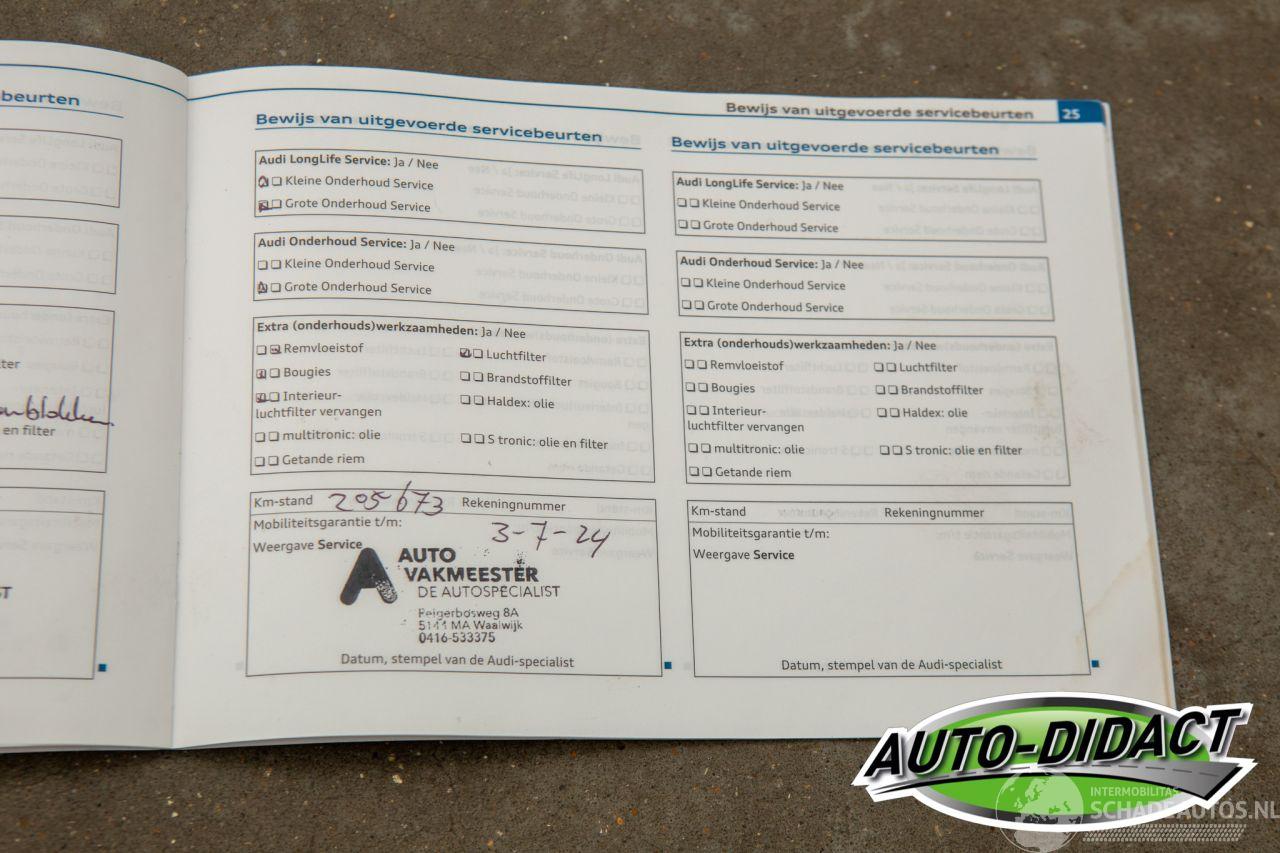 beurten
ter
en filter
T
Bewijs van uitgevoerde servicebeurten 25
Bewijs van uitgevoerde servicebeurten
Audi LongLife Service: Ja / Nee
Kleine Onderhoud Service
Grote Onderhoud Service
Audi Onderhoud Service: Ja / Nee
Kleine Onderhoud Service
Grote Onderhoud Service
Extra (onderhouds)werkzaamheden: Ja / Nee
Remvloeistof Luchtfilter
Bougies Brandstoffilter
Interieur- Haldex: olie
luchtfilter vervangen
multitronic: olie S tronic: olie en filter
Getande riem
Km-stand 205673 Rekeningnummer
Mobiliteitsgarantie t/m: 3-7-24
Weergave Service
AUTO
VAKMEESTER
DE AUTOSPECIALIST
Reigerbosweg 8A
5141 MA Waalwijk
0416-533375
Datum, stempel van de Audi-specialist
Bewijs van uitgevoerde servicebeurten
Audi LongLife Service: Ja / Nee
Kleine Onderhoud Service
Grote Onderhoud Service
Audi Onderhoud Service: Ja / Nee
Kleine Onderhoud Service
Grote Onderhoud Service
Extra (onderhouds)werkzaamheden: Ja / Nee
Remvloeistof Luchtfilter
Bougies Brandstoffilter
Interieur- Haldex: olie
luchtfilter vervangen
multitronic: olie S tronic: olie en filter
Getande riem
Km-stand Rekeningnummer
Mobiliteitsgarantie t/m:
Weergave Service
Datum, stempel van de Audi-specialist
AUTO-DIDACT
INTERMOBILITAS
SCHADEAUTOS.NL